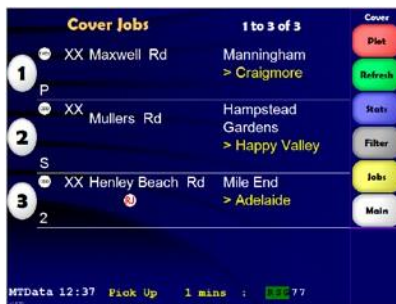 Cover Jobs 1 to 3 of 3 Cover
Plot
1 XX Maxwell Rd Manningham
P > Craigmore
Refresh
2 XX Mullers Rd Hampstead Gardens
S > Happy Valley
Stats
Filter
3 XX Henley Beach Rd Mile End
RJ > Adelaide
2
Jobs
Main
MTData 12:37 Pick Up 1 mins : 77